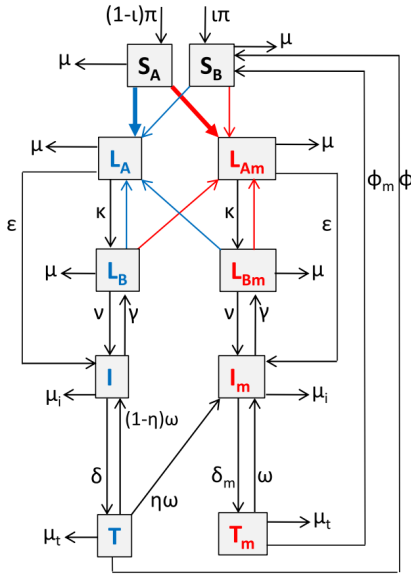 (1-ι)π ιπ
μ S_A S_B μ
μ L_A L_Am μ
ε κ κ ε ϕ_m ϕ
μ L_B L_Bm μ
ν γ ν γ
I I_m
μ_i (1-η)ω μ_i
δ ηω δ_m ω
μ_t T T_m μ_t